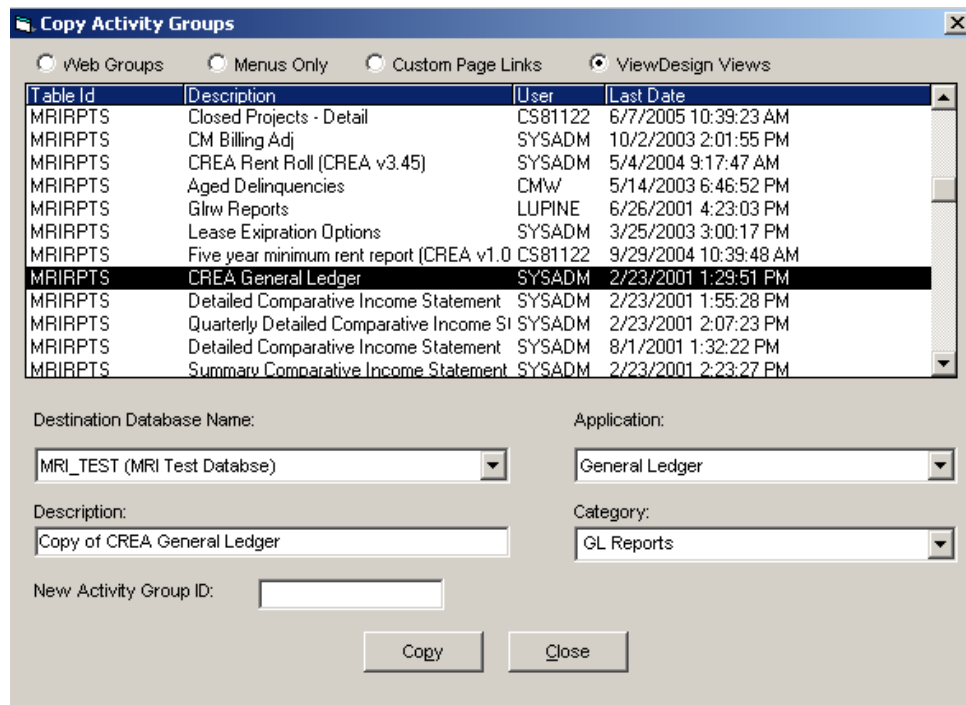 Copy Activity Groups
Web Groups Menus Only Custom Page Links ViewDesign Views
Table Id Description User Last Date
MRIRPTS Closed Projects - Detail CS81122 6/7/2005 10:39:23 AM
MRIRPTS CM Billing Adj SYSADM 10/2/2003 2:01:55 PM
MRIRPTS CREA Rent Roll (CREA v3.45) SYSADM 5/4/2004 9:17:47 AM
MRIRPTS Aged Delinquencies CMW 5/14/2003 6:46:52 PM
MRIRPTS Glrw Reports LUPINE 6/26/2001 4:23:03 PM
MRIRPTS Lease Exipration Options SYSADM 3/25/2003 3:00:17 PM
MRIRPTS Five year minimum rent report (CREA v1.0 CS81122 9/29/2004 10:39:48 AM
MRIRPTS CREA General Ledger SYSADM 2/23/2001 1:29:51 PM
MRIRPTS Detailed Comparative Income Statement SYSADM 2/23/2001 1:55:28 PM
MRIRPTS Quarterly Detailed Comparative Income St SYSADM 2/23/2001 2:07:23 PM
MRIRPTS Detailed Comparative Income Statement SYSADM 8/1/2001 1:32:22 PM
MRIRPTS Summary Comparative Income Statement SYSADM 2/23/2001 2:23:27 PM
Destination Database Name: Application:
MRI_TEST (MRI Test Databse) General Ledger
Description: Category:
Copy of CREA General Ledger GL Reports
New Activity Group ID:
Copy Close